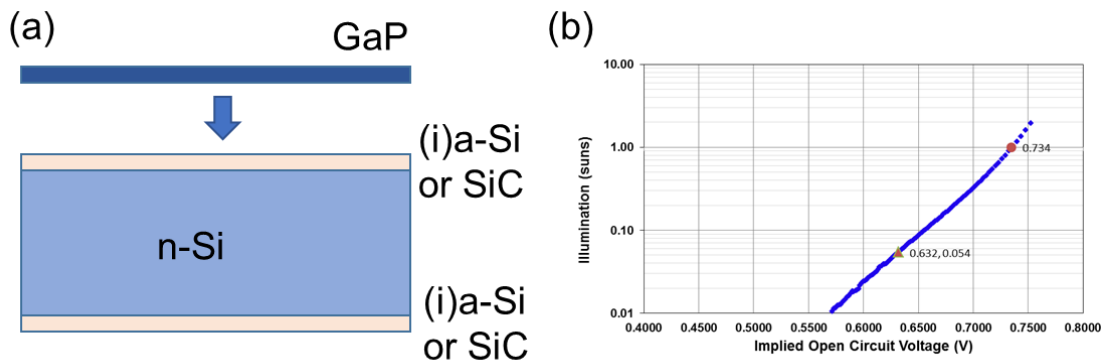 (a)
GaP
(i)a-Si
or SiC
n-Si
(i)a-Si
or SiC
(b)
10.00
1.00
0.10
0.01
Illumination (suns)
0.734
0.632, 0.054
0.4000 0.4500 0.5000 0.5500 0.6000 0.6500 0.7000 0.7500 0.8000
Implied Open Circuit Voltage (V)